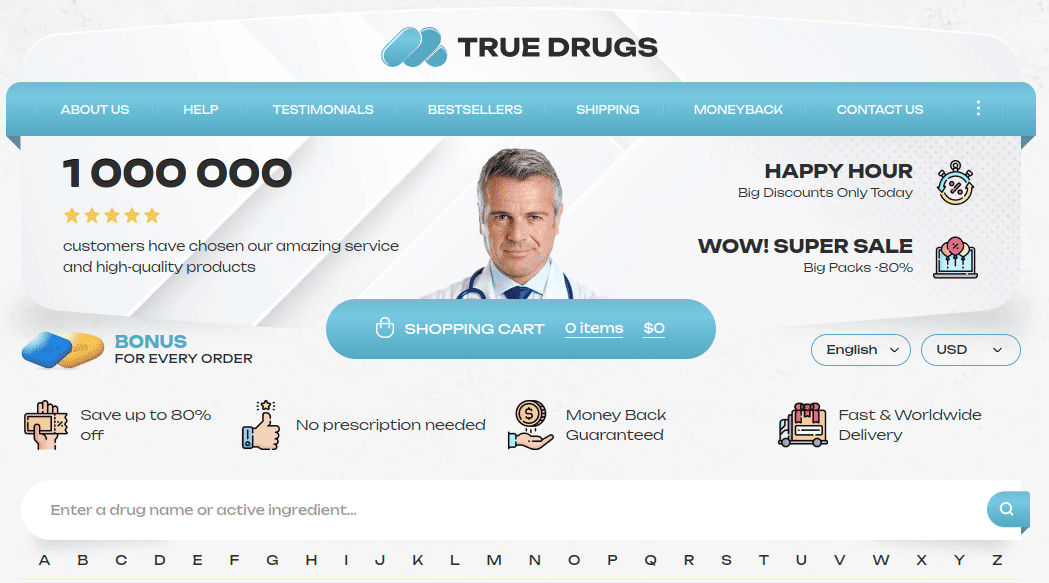 TRUE DRUGS
ABOUT US HELP TESTIMONIALS BESTSELLERS SHIPPING MONEYBACK CONTACT US
1 000 000
customers have chosen our amazing service
and high-quality products
HAPPY HOUR
Big Discounts Only Today
WOW! SUPER SALE
Big Packs -80%
SHOPPING CART 0 items $0
BONUS
FOR EVERY ORDER
English USD
Save up to 80%
off
No prescription needed
Money Back
Guaranteed
Fast & Worldwide
Delivery
Enter a drug name or active ingredient...
A B C D E F G H I J K L M N O P Q R S T U V W X Y Z